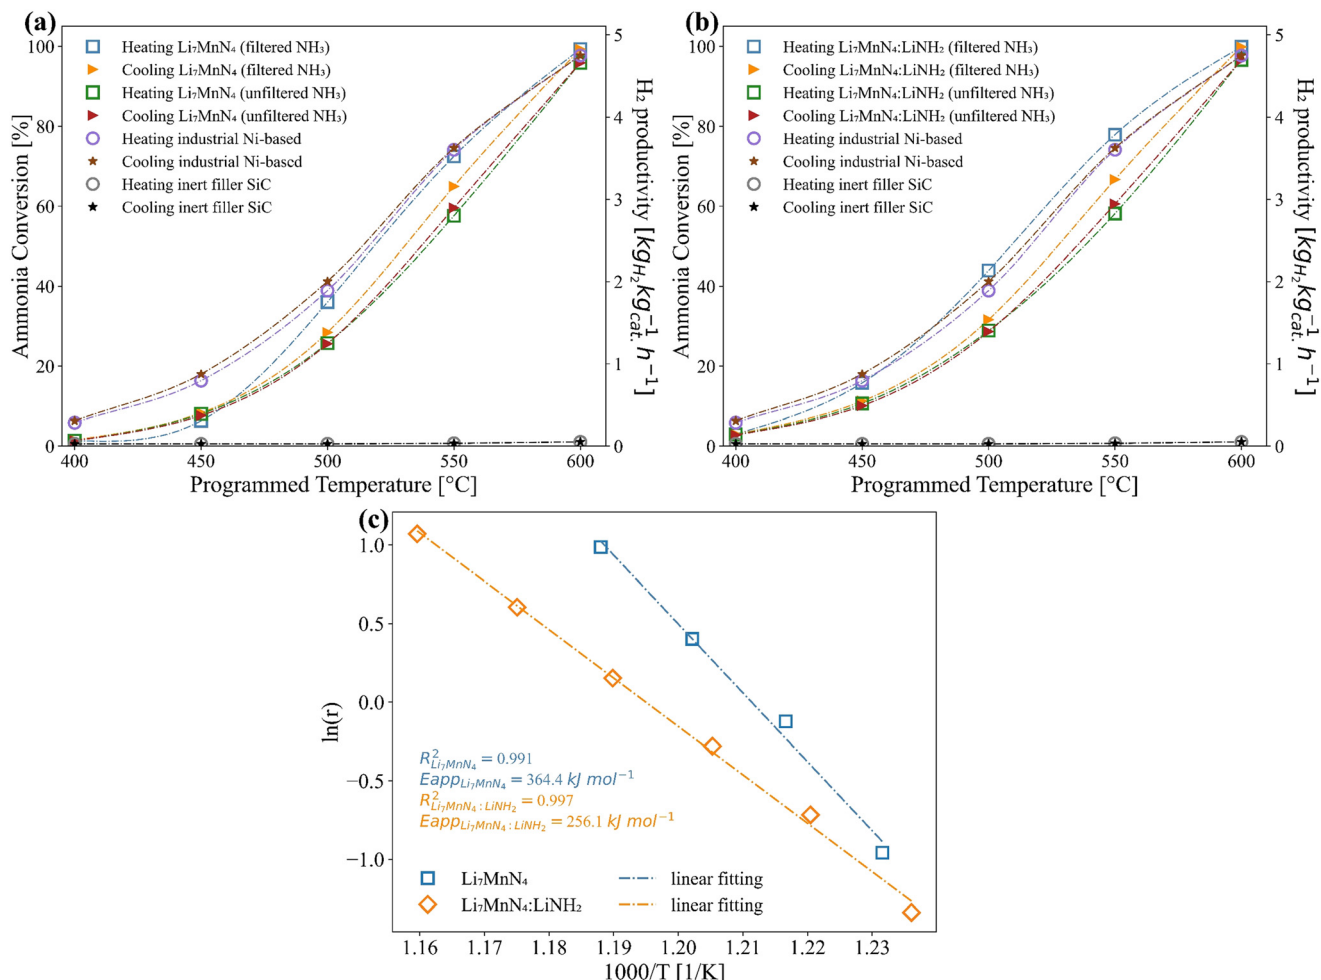 (a)
100
80
60
40
20
0
Ammonia Conversion [%]
Heating Li₇MnN₄ (filtered NH₃)
Cooling Li₇MnN₄ (filtered NH₃)
Heating Li₇MnN₄ (unfiltered NH₃)
Cooling Li₇MnN₄ (unfiltered NH₃)
Heating industrial Ni-based
Cooling industrial Ni-based
Heating inert filler SiC
Cooling inert filler SiC
5
4
3
2
1
0
H₂ productivity [kg_H₂ kg_cat.⁻¹ h⁻¹]
400 450 500 550 600
Programmed Temperature [°C]
(b)
100
80
60
40
20
0
Ammonia Conversion [%]
Heating Li₇MnN₄:LiNH₂ (filtered NH₃)
Cooling Li₇MnN₄:LiNH₂ (filtered NH₃)
Heating Li₇MnN₄:LiNH₂ (unfiltered NH₃)
Cooling Li₇MnN₄:LiNH₂ (unfiltered NH₃)
Heating industrial Ni-based
Cooling industrial Ni-based
Heating inert filler SiC
Cooling inert filler SiC
5
4
3
2
1
0
H₂ productivity [kg_H₂ kg_cat.⁻¹ h⁻¹]
400 450 500 550 600
Programmed Temperature [°C]
(c)
1.0
0.5
0.0
−0.5
−1.0
ln(r)
R²_Li₇MnN₄ = 0.991
Eapp_Li₇MnN₄ = 364.4 kJ mol⁻¹
R²_Li₇MnN₄:LiNH₂ = 0.997
Eapp_Li₇MnN₄:LiNH₂ = 256.1 kJ mol⁻¹
Li₇MnN₄ linear fitting
Li₇MnN₄:LiNH₂ linear fitting
1.16 1.17 1.18 1.19 1.20 1.21 1.22 1.23
1000/T [1/K]